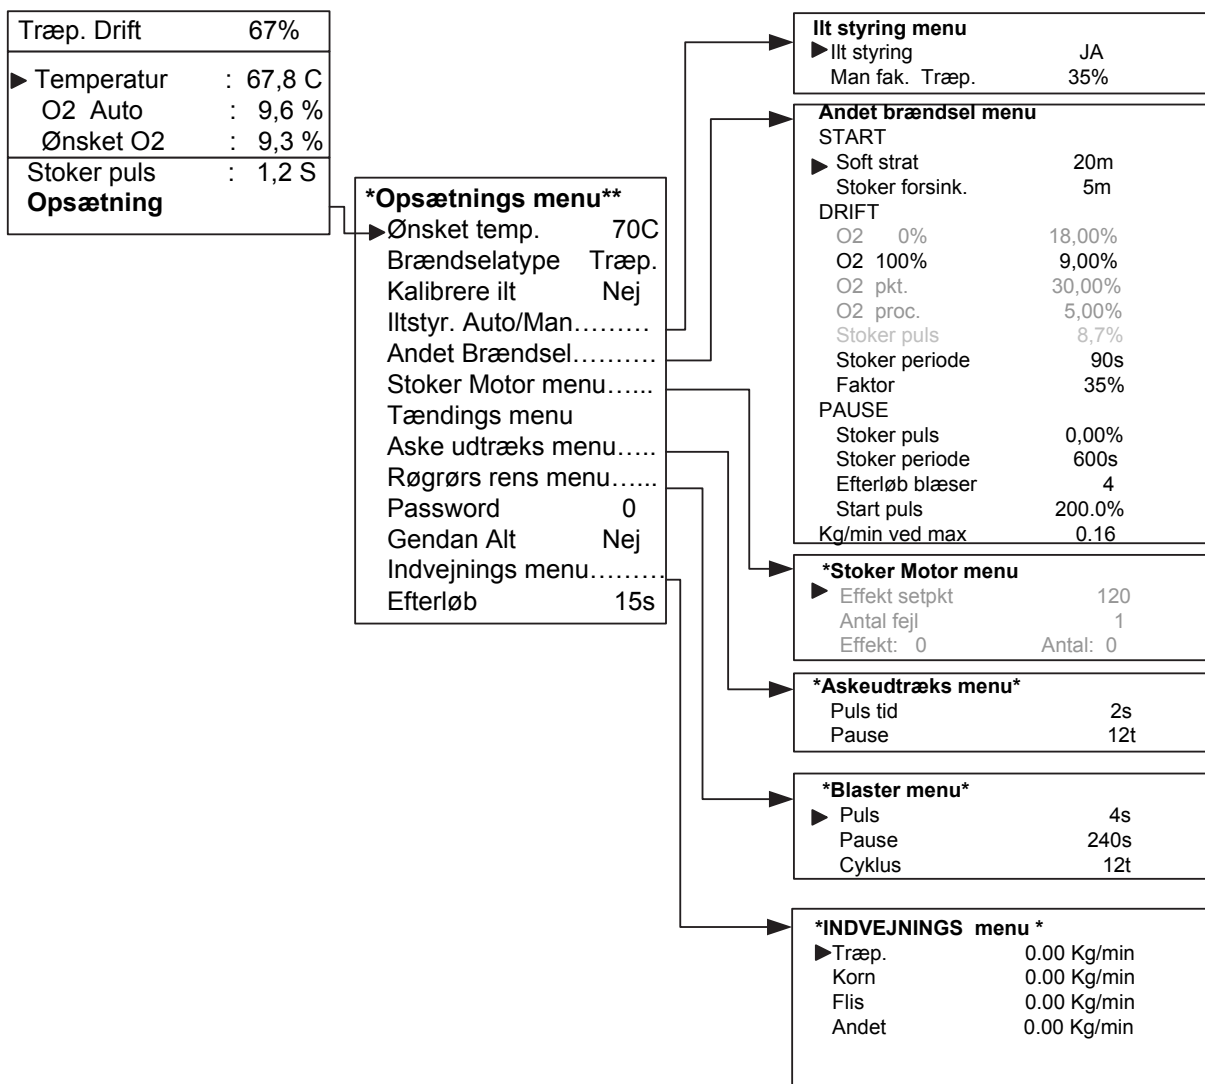 Træp. Drift 67%
Temperatur : 67,8 C
O2 Auto : 9,6 %
Ønsket O2 : 9,3 %
Stoker puls : 1,2 S
Opsætning
*Opsætnings menu**
Ønsket temp. 70C
Brændselatype Træp.
Kalibrere ilt Nej
Iltstyr. Auto/Man.........
Andet Brændsel..........
Stoker Motor menu......
Tændings menu
Aske udtræks menu.....
Røgrørs rens menu......
Password 0
Gendan Alt Nej
Indvejnings menu.........
Efterløb 15s
Ilt styring menu
Ilt styring JA
Man fak. Træp. 35%
Andet brændsel menu
START
Soft strat 20m
Stoker forsink. 5m
DRIFT
O2 0% 18,00%
O2 100% 9,00%
O2 pkt. 30,00%
O2 proc. 5,00%
Stoker puls 8,7%
Stoker periode 90s
Faktor 35%
PAUSE
Stoker puls 0,00%
Stoker periode 600s
Efterløb blæser 4
Start puls 200.0%
Kg/min ved max 0.16
*Stoker Motor menu
Effekt setpkt 120
Antal fejl 1
Effekt: 0 Antal: 0
*Askeudtræks menu*
Puls tid 2s
Pause 12t
*Blaster menu*
Puls 4s
Pause 240s
Cyklus 12t
*INDVEJNINGS menu *
Træp. 0.00 Kg/min
Korn 0.00 Kg/min
Flis 0.00 Kg/min
Andet 0.00 Kg/min